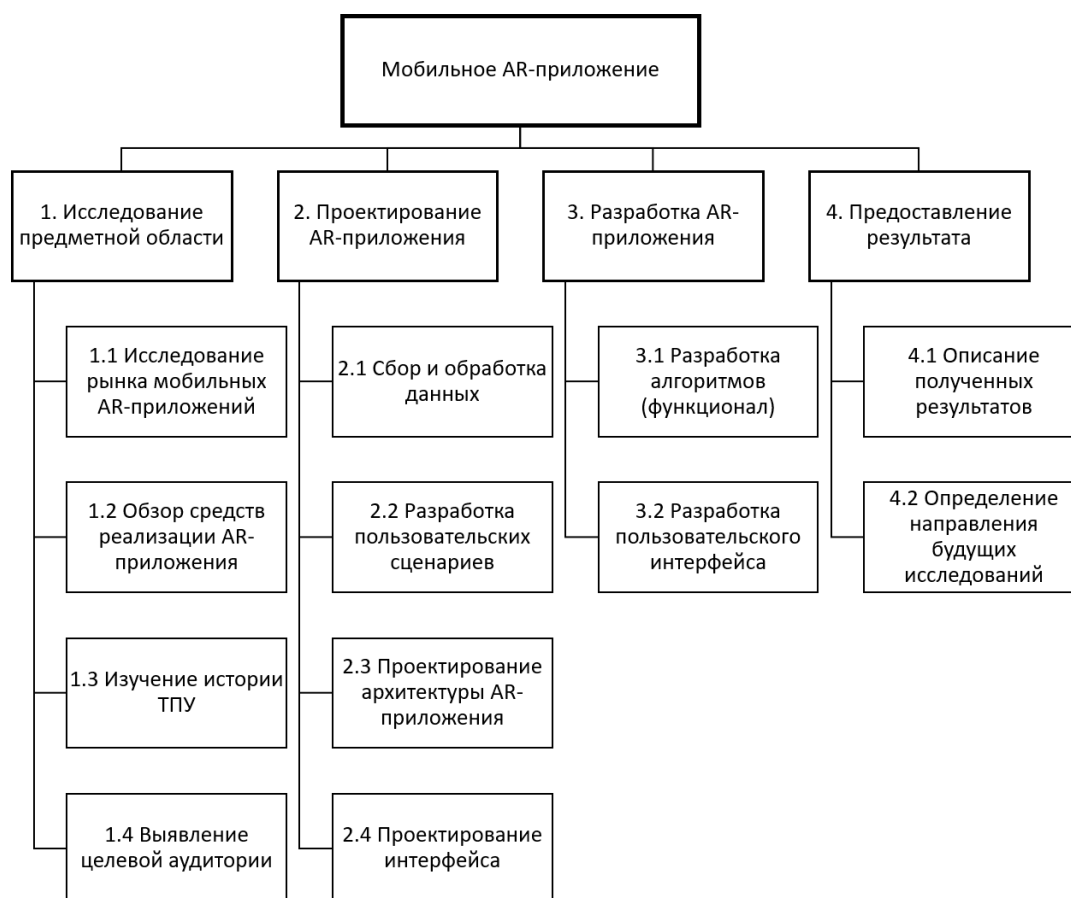 Мобильное AR-приложение
1. Исследование
предметной области
2. Проектирование
AR-приложения
3. Разработка AR-
приложения
4. Предоставление
результата
1.1 Исследование
рынка мобильных
AR-приложений
1.2 Обзор средств
реализации AR-
приложения
1.3 Изучение истории
ТПУ
1.4 Выявление
целевой аудитории
2.1 Сбор и обработка
данных
2.2 Разработка
пользовательских
сценариев
2.3 Проектирование
архитектуры AR-
приложения
2.4 Проектирование
интерфейса
3.1 Разработка
алгоритмов
(функционал)
3.2 Разработка
пользовательского
интерфейса
4.1 Описание
полученных
результатов
4.2 Определение
направления
будущих
исследований